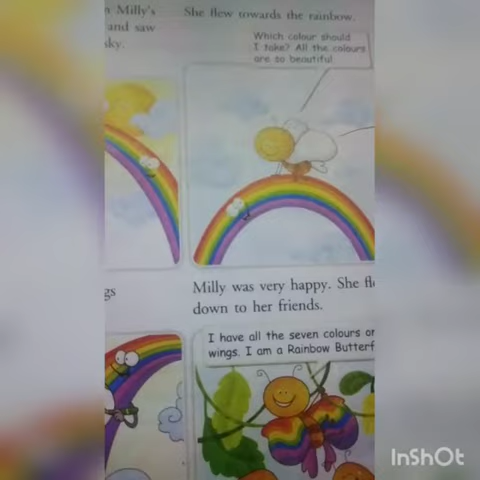 Milly's
and saw
sky.
She flew towards the rainbow.
Which colour should
I take? All the colours
are so beautiful
gs
Milly was very happy. She fl
down to her friends.
I have all the seven colours or
wings. I am a Rainbow Butterf
InShOt